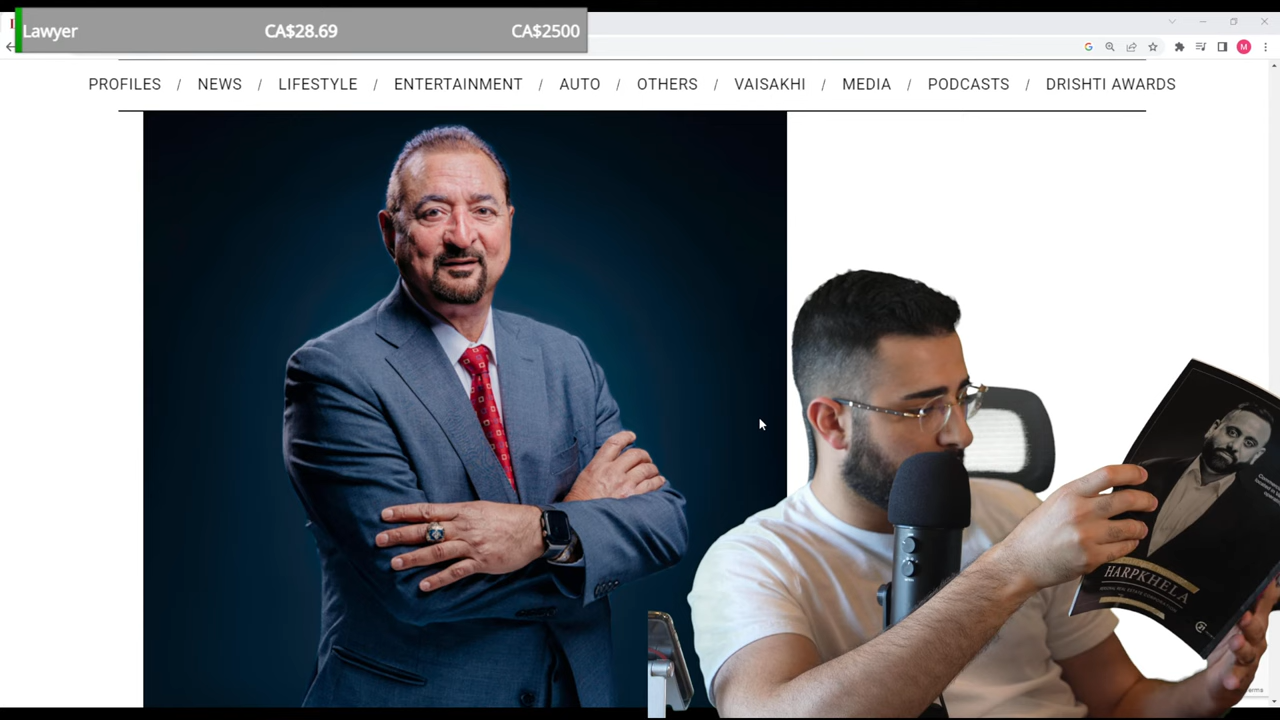 Lawyer CA$28.69 CA$2500
M
PROFILES / NEWS / LIFESTYLE / ENTERTAINMENT / AUTO / OTHERS / VAISAKHI / MEDIA / PODCASTS / DRISHTI AWARDS
HARPKHELA